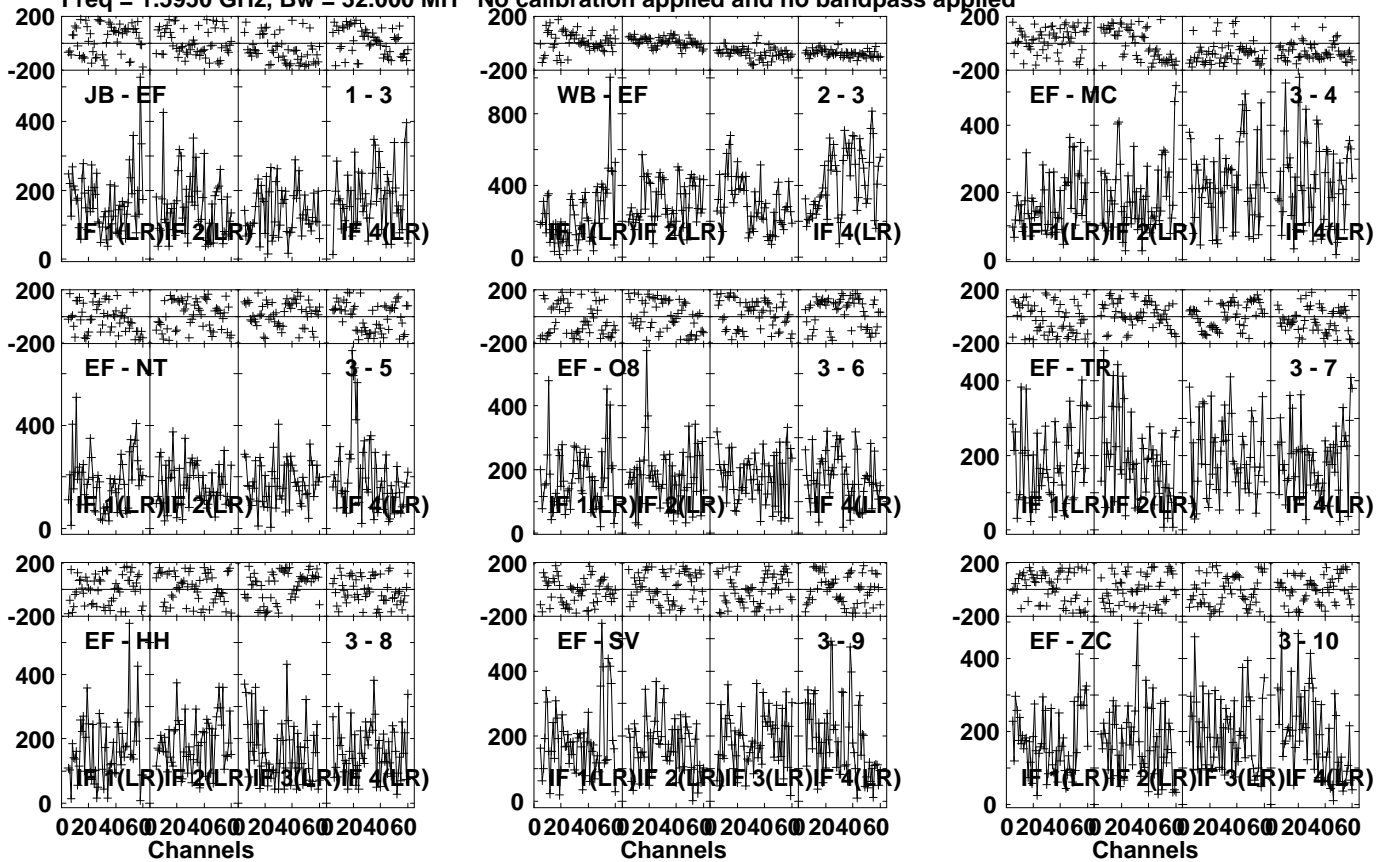 Freq = 1.5950 GHz, Bw = 32.000 MH No calibration applied and no bandpass applied
200
-200
JB - EF 1 - 3
400
200
0
IF 1(LR) IF 2(LR) IF 4(LR)
200
-200
WB - EF 2 - 3
800
400
0
IF 1(LR) IF 2(LR) IF 4(LR)
200
-200
EF - MC 3 - 4
400
200
0
IF 1(LR) IF 2(LR) IF 4(LR)
200
-200
EF - NT 3 - 5
400
0
IF 1(LR) IF 2(LR) IF 4(LR)
200
-200
EF - O8 3 - 6
400
200
0
IF 1(LR) IF 2(LR) IF 4(LR)
200
-200
EF - TR 3 - 7
400
200
0
IF 1(LR) IF 2(LR) IF 4(LR)
200
-200
EF - HH 3 - 8
400
200
0
IF 1(LR) IF 2(LR) IF 3(LR) IF 4(LR)
0 20 40 60 0 20 40 60 0 20 40 60 0 20 40 60
Channels
200
-200
EF - SV 3 - 9
400
200
0
IF 1(LR) IF 2(LR) IF 3(LR) IF 4(LR)
0 20 40 60 0 20 40 60 0 20 40 60 0 20 40 60
Channels
200
-200
EF - ZC 3 - 10
400
200
0
IF 1(LR) IF 2(LR) IF 3(LR) IF 4(LR)
0 20 40 60 0 20 40 60 0 20 40 60 0 20 40 60
Channels